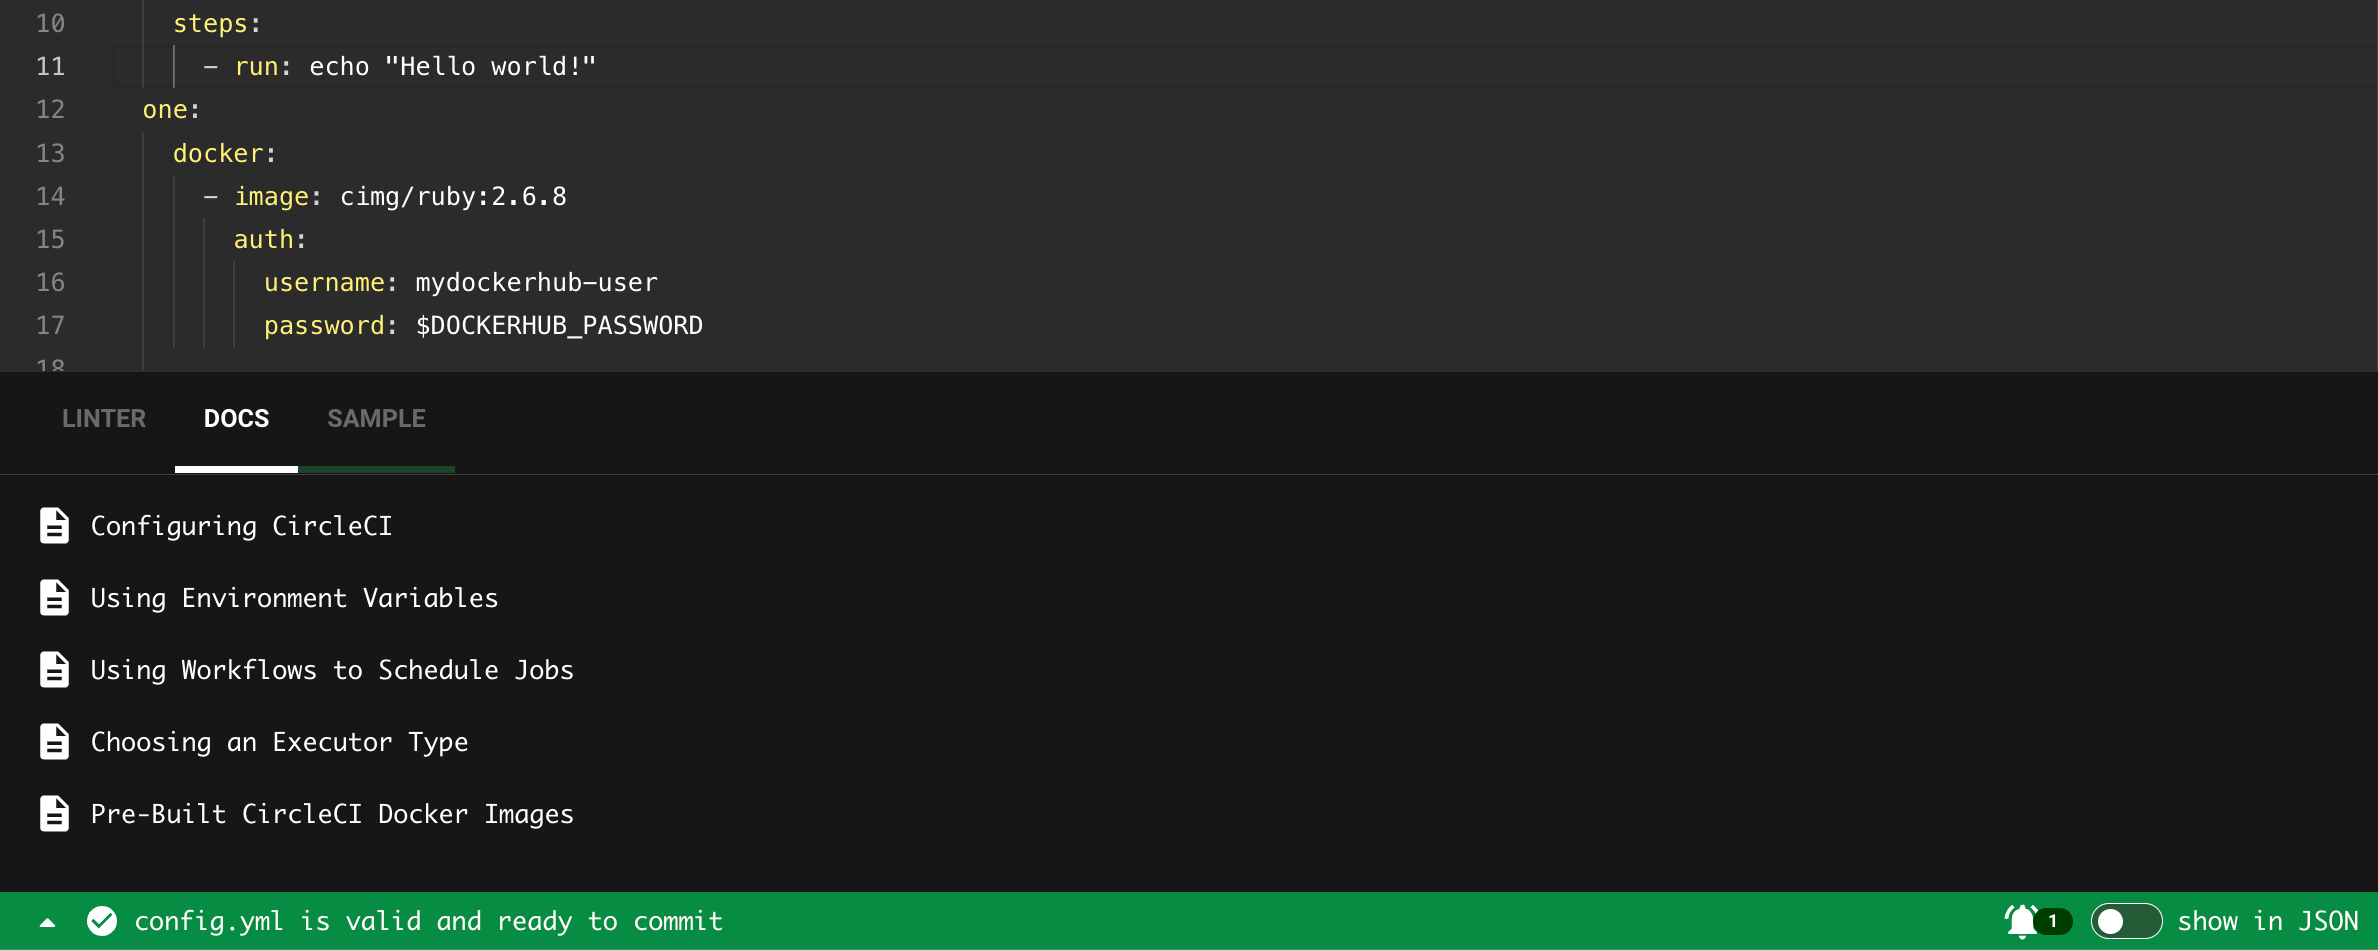 10 steps:
11 - run: echo "Hello world!"
12 one:
13 docker:
14 - image: cimg/ruby:2.6.8
15 auth:
16 username: mydockerhub-user
17 password: $DOCKERHUB_PASSWORD
18
LINTER DOCS SAMPLE
Configuring CircleCI
Using Environment Variables
Using Workflows to Schedule Jobs
Choosing an Executor Type
Pre-Built CircleCI Docker Images
config.yml is valid and ready to commit 1 show in JSON